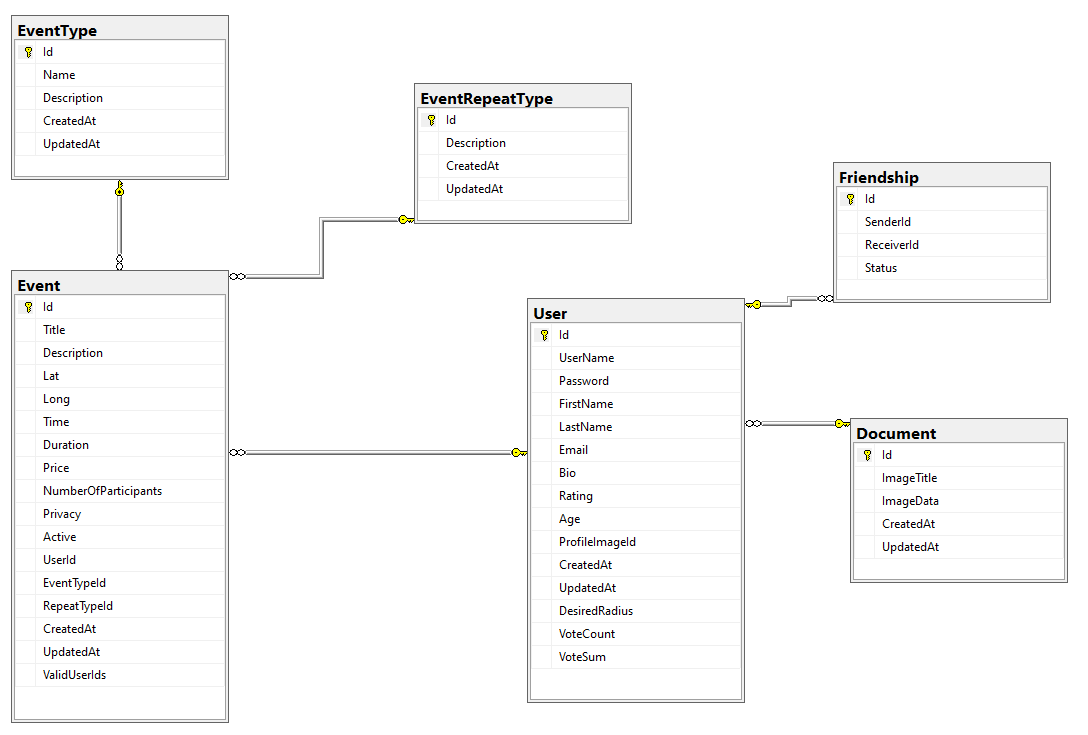 EventType
Id
Name
Description
CreatedAt
UpdatedAt
EventRepeatType
Id
Description
CreatedAt
UpdatedAt
Friendship
Id
SenderId
ReceiverId
Status
Event
Id
Title
Description
Lat
Long
Time
Duration
Price
NumberOfParticipants
Privacy
Active
UserId
EventTypeId
RepeatTypeId
CreatedAt
UpdatedAt
ValidUserIds
User
Id
UserName
Password
FirstName
LastName
Email
Bio
Rating
Age
ProfileImageId
CreatedAt
UpdatedAt
DesiredRadius
VoteCount
VoteSum
Document
Id
ImageTitle
ImageData
CreatedAt
UpdatedAt